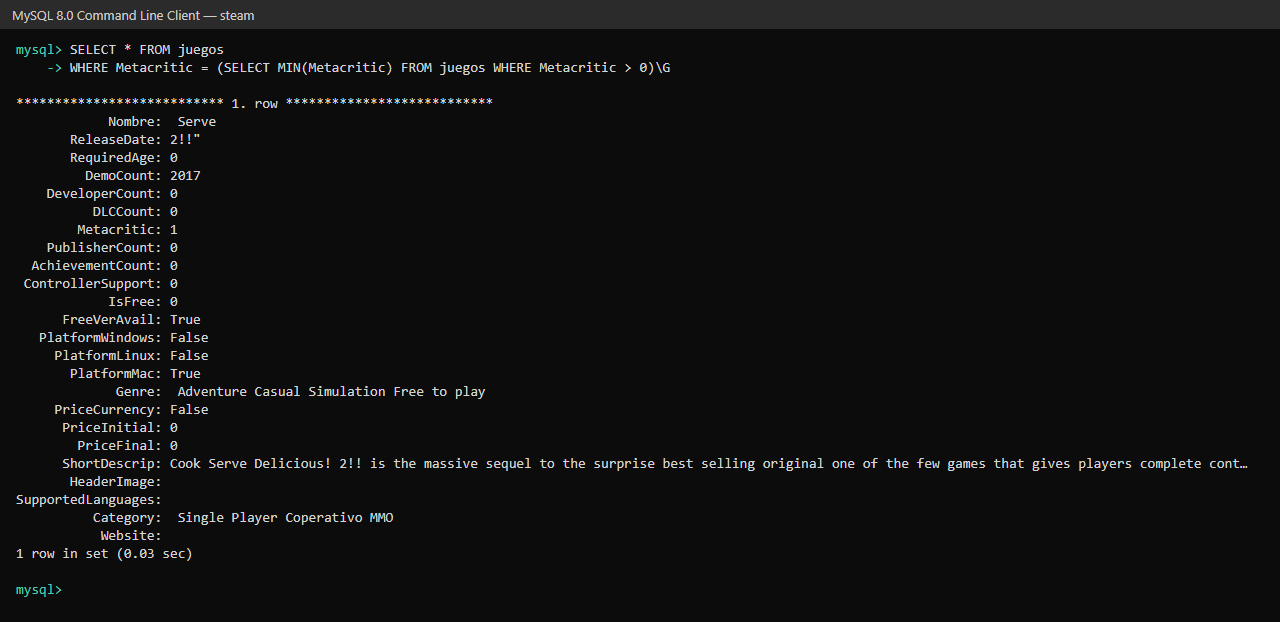 MySQL 8.0 Command Line Client — steam
mysql> SELECT * FROM juegos
    -> WHERE Metacritic = (SELECT MIN(Metacritic) FROM juegos WHERE Metacritic > 0)\G
*************************** 1. row ***************************
            Nombre:  Serve
       ReleaseDate: 2!!"
       RequiredAge: 0
         DemoCount: 2017
    DeveloperCount: 0
          DLCCount: 0
        Metacritic: 1
    PublisherCount: 0
  AchievementCount: 0
 ControllerSupport: 0
            IsFree: 0
      FreeVerAvail: True
   PlatformWindows: False
     PlatformLinux: False
       PlatformMac: True
             Genre:  Adventure Casual Simulation Free to play
     PriceCurrency: False
      PriceInitial: 0
        PriceFinal: 0
      ShortDescrip: Cook Serve Delicious! 2!! is the massive sequel to the surprise best selling original one of the few games that gives players complete cont…
       HeaderImage:
SupportedLanguages:
          Category:  Single Player Coperativo MMO
           Website:
1 row in set (0.03 sec)
mysql>